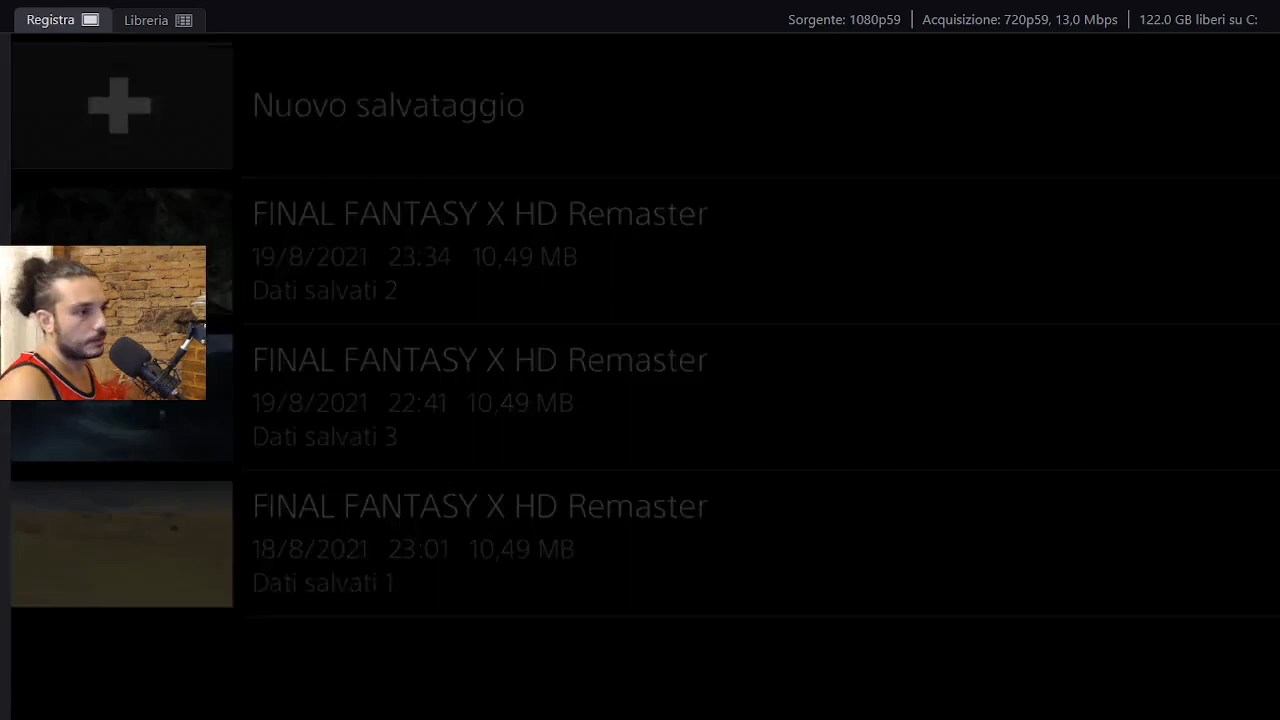 Registra
Libreria
Sorgente: 1080p59
Acquisizione: 720p59, 13,0 Mbps
122.0 GB liberi su C:
Nuovo salvataggio
FINAL FANTASY X HD Remaster
19/8/2021 23:34 10,49 MB
Dati salvati 2
FINAL FANTASY X HD Remaster
19/8/2021 22:41 10,49 MB
Dati salvati 3
FINAL FANTASY X HD Remaster
18/8/2021 23:01 10,49 MB
Dati salvati 1